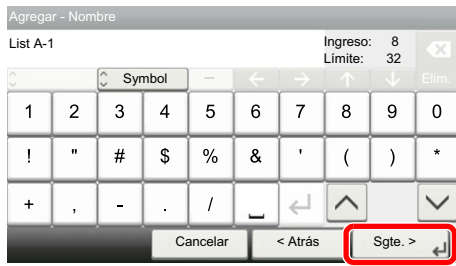 Agregar - Nombre
List A-1 Ingreso: 8
Límite: 32
Symbol Elim.
1 2 3 4 5 6 7 8 9 0
! " # $ % & ' ( ) *
+ , - . / _
Cancelar < Atrás Sgte. >